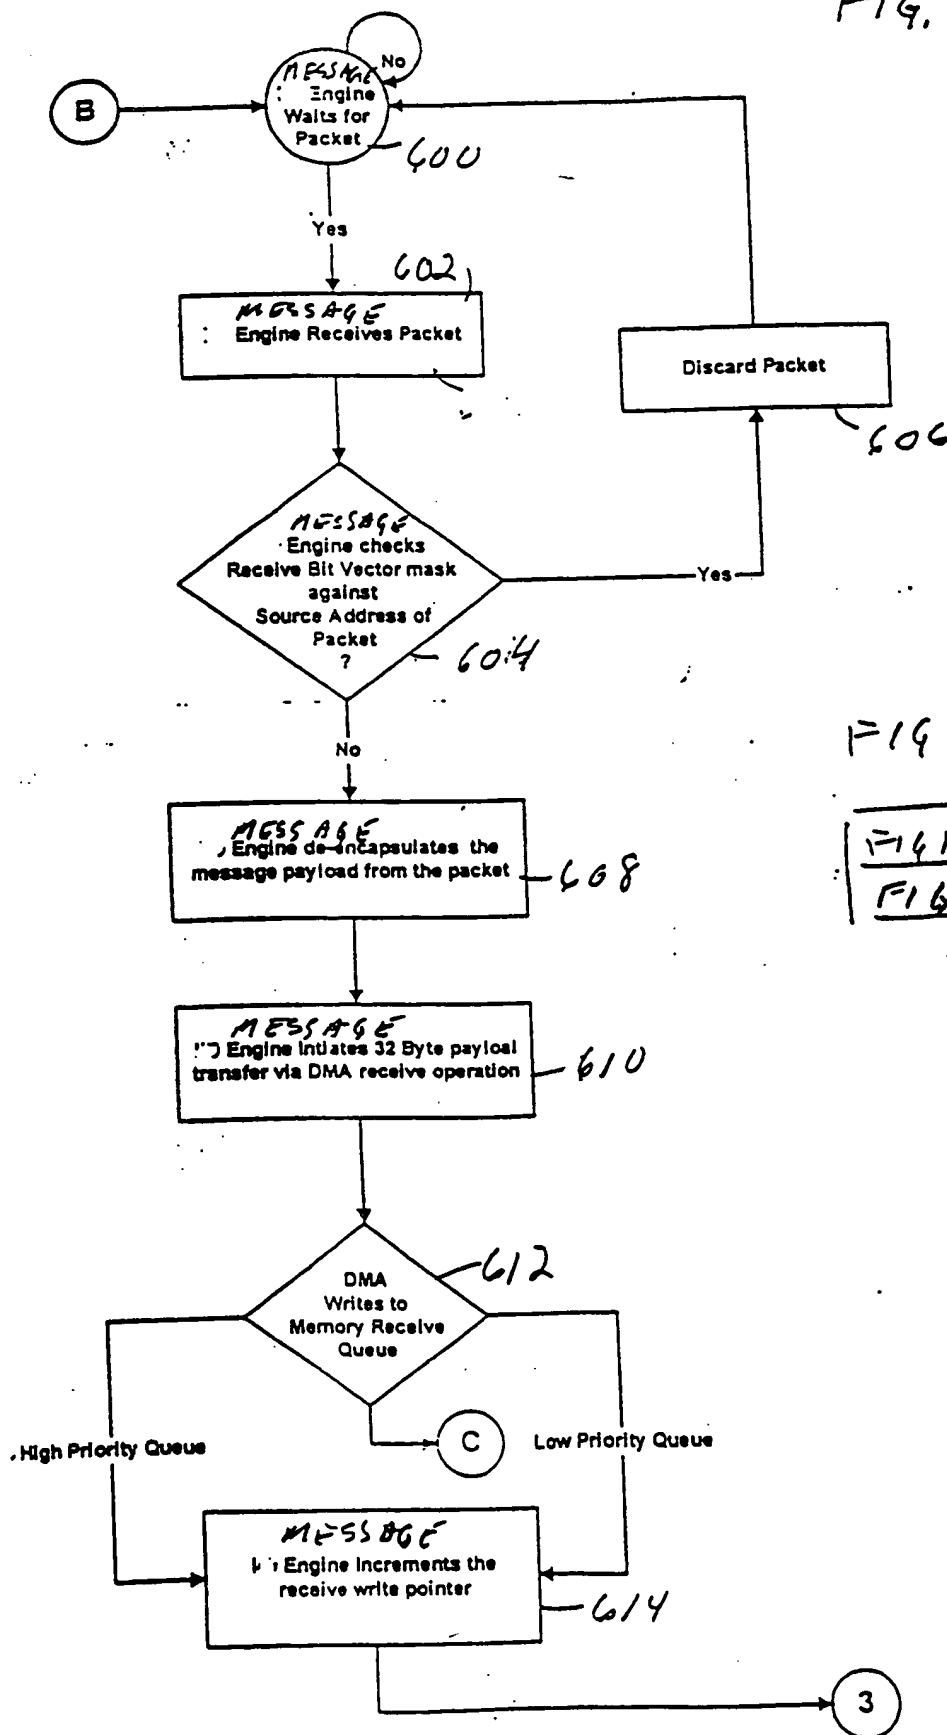 FIG.
No
B
MESSAGE
Engine
Waits for
Packet
600
Yes
602
MESSAGE
Engine Receives Packet
Discard Packet
606
MESSAGE
Engine checks
Receive Bit Vector mask
against
Source Address of
Packet
?
Yes
604
No
FIG
MESSAGE
Engine de-encapsulates the
message payload from the packet
608
FIG
FIG
MESSAGE
Engine Intiates 32 Byte payloal
transfer via DMA receive operation
610
612
DMA
Writes to
Memory Receive
Queue
C
High Priority Queue
Low Priority Queue
MESSAGE
Engine Increments the
receive write pointer
614
3